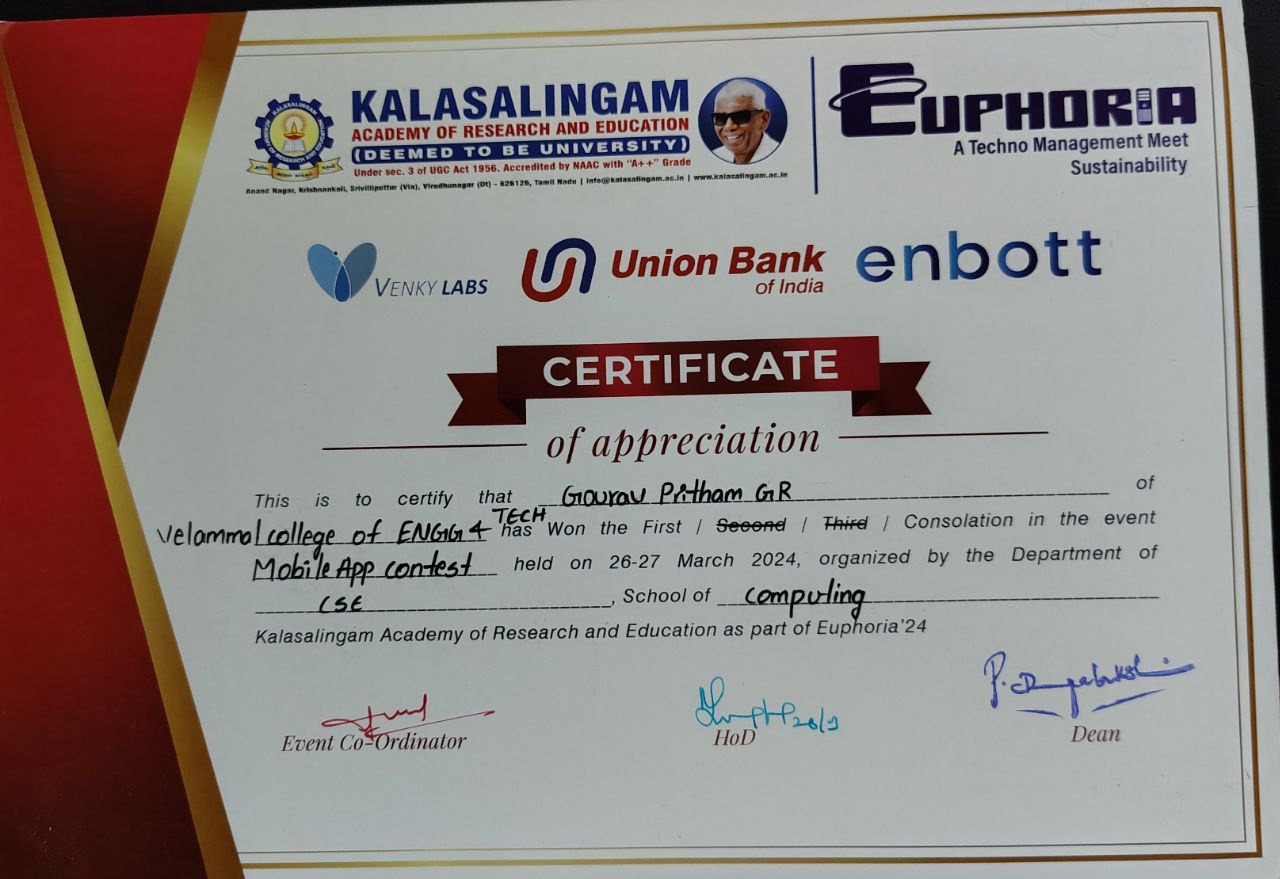 KALASALINGAM
ACADEMY OF RESEARCH AND EDUCATION
(DEEMED TO BE UNIVERSITY)
Under sec. 3 of UGC Act 1956. Accredited by NAAC with "A++" Grade
Anand Nagar, Krishnankoil, Srivilliputtur (Via), Virudhunagar (Dt) - 626126, Tamil Nadu | info@kalasalingam.ac.in | www.kalasalingam.ac.in
EUPHORIA
A Techno Management Meet
Sustainability
VENKY LABS
Union Bank
of India
enbott
CERTIFICATE
of appreciation
This is to certify that Gourav Pritham GR of
Velammal college of ENGG & TECH has Won the First / Second / Third / Consolation in the event
Mobile App contest held on 26-27 March 2024, organized by the Department of
CSE, School of computing
Kalasalingam Academy of Research and Education as part of Euphoria'24
Event Co-Ordinator
HoD
Dean